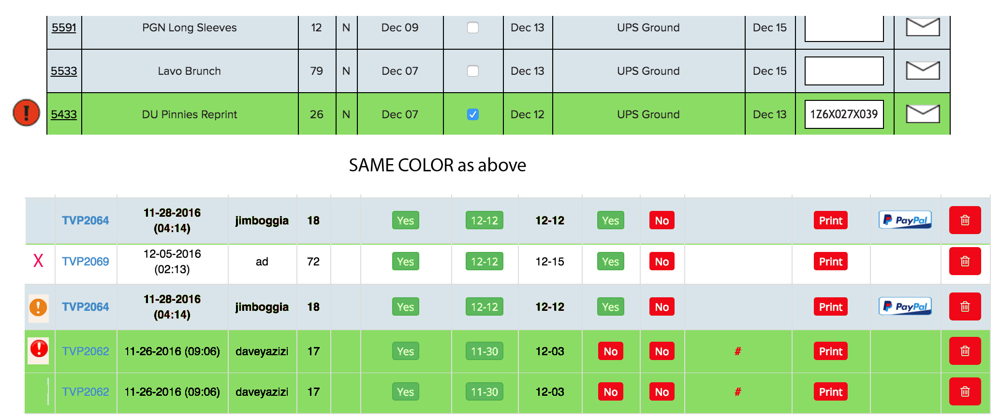 5591 PGN Long Sleeves 12 N Dec 09 Dec 13 UPS Ground Dec 15
5533 Lavo Brunch 79 N Dec 07 Dec 13 UPS Ground Dec 15
5433 DU Pinnies Reprint 26 N Dec 07 Dec 12 UPS Ground Dec 13 1Z6X027X039
SAME COLOR as above
TVP2064 11-28-2016 (04:14) jimboggia 18 Yes 12-12 12-12 Yes No Print PayPal
X TVP2069 12-05-2016 (02:13) ad 72 Yes 12-12 12-15 Yes No Print
TVP2064 11-28-2016 (04:14) jimboggia 18 Yes 12-12 12-12 Yes No Print PayPal
TVP2062 11-26-2016 (09:06) daveyazizi 17 Yes 11-30 12-03 No No # Print
TVP2062 11-26-2016 (09:06) daveyazizi 17 Yes 11-30 12-03 No No # Print